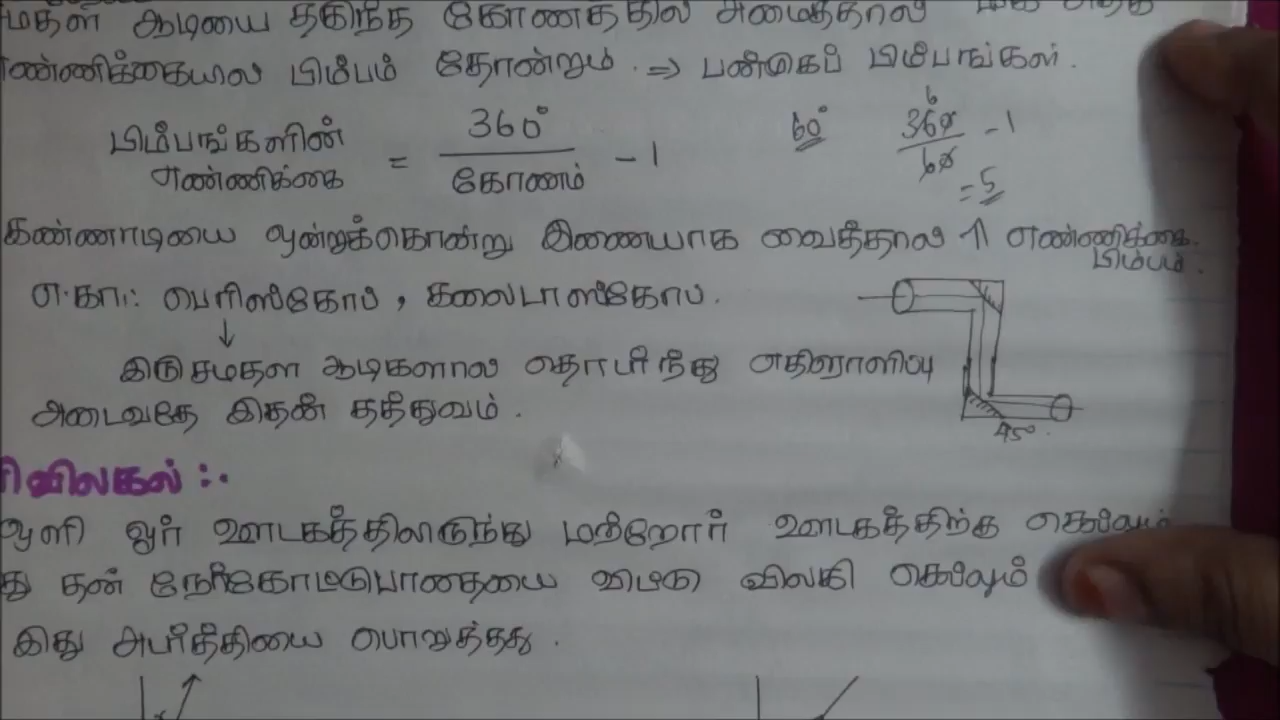 ஆடியை தகுந்த கோணத்தில் அமைத்தால்
பிம்பம் தோன்றும். ⇒ பன்முகப் பிம்பங்கள்.
பிம்பங்களின் எண்ணிக்கை = 360° / கோணம் - 1
60° 360/60 - 1 = 5
கண்ணாடியை ஒன்றுக்கொன்று இணையாக வைத்தால் ↑ எண்ணிக்கை பிம்பம்.
எ.கா: பெரிஸ்கோப், கலைடாஸ்கோப்.
↓
இரு சமதள ஆடிகளால் தொடர்ந்து எதிரொளிப்பு
அடைவதே இதன் தத்துவம்.
45°.
விலகல் :-
ஒளி ஓர் ஊடகத்திலிருந்து மற்றோர் ஊடகத்திற்கு செல்லும்
து தன் நேர்கோட்டுபாதையை விட்டு விலகி செல்லும்
இது அடர்த்தியை பொறுத்தது.